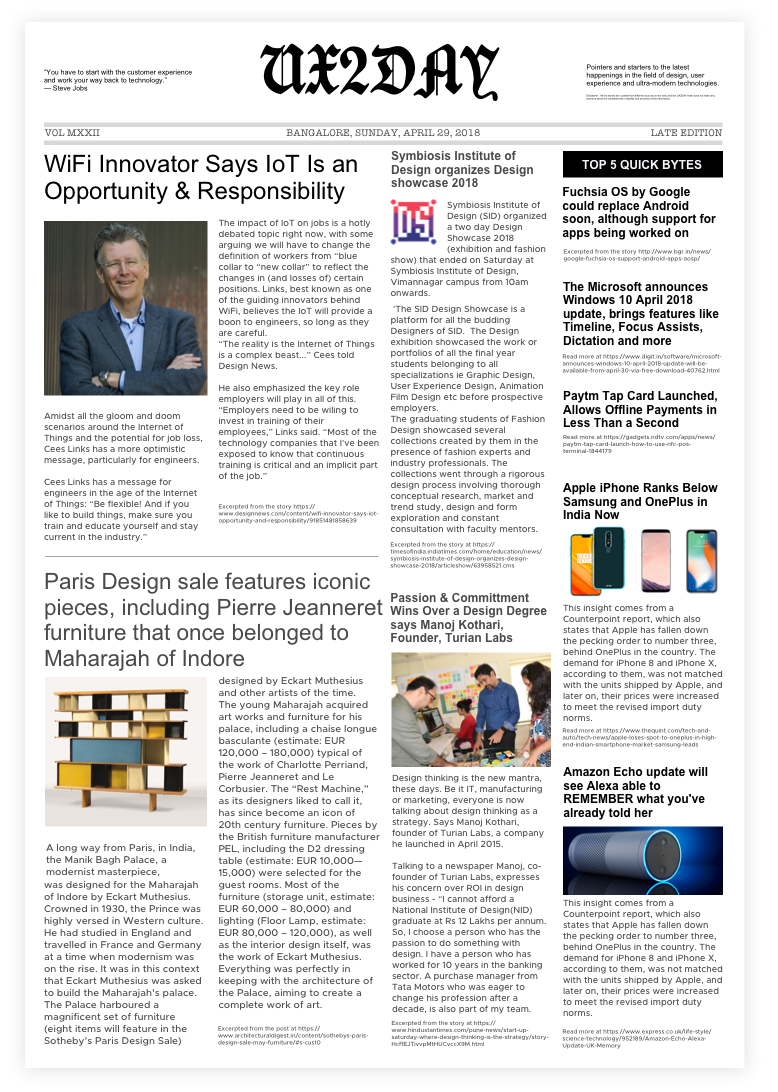 "You have to start with the customer experience
and work your way back to technology."
— Steve Jobs
UX2DAY
Pointers and starters to the latest
happenings in the field of design, user
experience and ultra-modern technologies.
VOL MXXII
BANGALORE, SUNDAY, APRIL 29, 2018
LATE EDITION
WiFi Innovator Says IoT Is an
Opportunity & Responsibility
Amidst all the gloom and doom
scenarios around the Internet of
Things and the potential for job loss,
Cees Links has a more optimistic
message, particularly for engineers.
Cees Links has a message for
engineers in the age of the Internet
of Things: "Be flexible! And if you
like to build things, make sure you
train and educate yourself and stay
current in the industry."
The impact of IoT on jobs is a hotly
debated topic right now, with some
arguing we will have to change the
definition of workers from "blue
collar to "new collar" to reflect the
changes in (and losses of) certain
positions. Links, best known as one
of the guiding innovators behind
WiFi, believes the IoT will provide a
boon to engineers, so long as they
are careful.
"The reality is the Internet of Things
is a complex beast..." Cees told
Design News.
He also emphasized the key role
employers will play in all of this.
"Employers need to be wiling to
invest in training of their
employees," Links said. "Most of the
technology companies that I've been
exposed to know that continuous
training is critical and an implicit part
of the job."
Excerpted from the story https://
www.designnews.com/content/wifi-innovator-says-iot-
opportunity-and-responsibility/91851481858639
Paris Design sale features iconic
pieces, including Pierre Jeanneret
furniture that once belonged to
Maharajah of Indore
A long way from Paris, in India,
the Manik Bagh Palace, a
modernist masterpiece,
was designed for the Maharajah
of Indore by Eckart Muthesius.
Crowned in 1930, the Prince was
highly versed in Western culture.
He had studied in England and
travelled in France and Germany
at a time when modernism was
on the rise. It was in this context
that Eckart Muthesius was asked
to build the Maharajah's palace.
The Palace harboured a
magnificent set of furniture
(eight items will feature in the
Sotheby's Paris Design Sale)
designed by Eckart Muthesius
and other artists of the time.
The young Maharajah acquired
art works and furniture for his
palace, including a chaise longue
basculante (estimate: EUR
120,000 – 180,000) typical of
the work of Charlotte Perriand,
Pierre Jeanneret and Le
Corbusier. The "Rest Machine,"
as its designers liked to call it,
has since become an icon of
20th century furniture. Pieces by
the British furniture manufacturer
PEL, including the D2 dressing
table (estimate: EUR 10,000—
15,000) were selected for the
guest rooms. Most of the
furniture (storage unit, estimate:
EUR 60,000 – 80,000) and
lighting (Floor Lamp, estimate:
EUR 80,000 – 120,000), as well
as the interior design itself, was
the work of Eckart Muthesius.
Everything was perfectly in
keeping with the architecture of
the Palace, aiming to create a
complete work of art.
Excerpted from the post at https://
www.architecturaldigest.in/content/sothebys-paris-
design-sale-may-furniture/#s-cust0
Symbiosis Institute of
Design organizes Design
showcase 2018
Symbiosis Institute of
Design (SID) organized
a two day Design
Showcase 2018
(exhibition and fashion
show) that ended on Saturday at
Symbiosis Institute of Design,
Vimannagar campus from 10am
onwards.
'The SID Design Showcase is a
platform for all the budding
Designers of SID. The Design
exhibition showcased the work or
portfolios of all the final year
students belonging to all
specializations ie Graphic Design,
User Experience Design, Animation
Film Design etc before prospective
employers.
The graduating students of Fashion
Design showcased several
collections created by them in the
presence of fashion experts and
industry professionals. The
collections went through a rigorous
design process involving thorough
conceptual research, market and
trend study, design and form
exploration and constant
consultation with faculty mentors.
Excerpted from the story at https://
timesofindia.indiatimes.com/home/education/news/
symbiosis-institute-of-design-organizes-design-
showcase-2018/articleshow/63958521.cms
Passion & Committment
Wins Over a Design Degree
says Manoj Kothari,
Founder, Turian Labs
Design thinking is the new mantra,
these days. Be it IT, manufacturing
or marketing, everyone is now
talking about design thinking as a
strategy. Says Manoj Kothari,
founder of Turian Labs, a company
he launched in April 2015.
Talking to a newspaper Manoj, co-
founder of Turian Labs, expresses
his concern over ROI in design
business - "I cannot afford a
National Institute of Design(NID)
graduate at Rs 12 Lakhs per annum.
So, I choose a person who has the
passion to do something with
design. I have a person who has
worked for 10 years in the banking
sector. A purchase manager from
Tata Motors who was eager to
change his profession after a
decade, is also part of my team.
Excerpted from the story at https://
www.hindustantimes.com/pune-news/start-up-
saturday-where-design-thinking-is-the-strategy/story-
HcffEJTivvpMtHUCvccX9M.html
TOP 5 QUICK BYTES
Fuchsia OS by Google
could replace Android
soon, although support for
apps being worked on
Excerpted from the story http://www.bgr.in/news/
google-fuchsia-os-support-android-apps-aosp/
The Microsoft announces
Windows 10 April 2018
update, brings features like
Timeline, Focus Assists,
Dictation and more
Read more at https://www.digit.in/software/microsoft-
announces-windows-10-april-2018-update-will-be-
available-from-april-30-via-free-download-40762.html
Paytm Tap Card Launched,
Allows Offline Payments in
Less Than a Second
Read more at https://gadgets.ndtv.com/apps/news/
paytm-tap-card-launch-how-to-use-nfc-pos-
terminal-1844179
Apple iPhone Ranks Below
Samsung and OnePlus in
India Now
This insight comes from a
Counterpoint report, which also
states that Apple has fallen down
the pecking order to number three,
behind OnePlus in the country. The
demand for iPhone 8 and iPhone X,
according to them, was not matched
with the units shipped by Apple, and
later on, their prices were increased
to meet the revised import duty
norms.
Read more at https://www.thequint.com/tech-and-
auto/tech-news/apple-loses-spot-to-oneplus-in-high-
end-indian-smartphone-market-samsung-leads
Amazon Echo update will
see Alexa able to
REMEMBER what you've
already told her
This insight comes from a
Counterpoint report, which also
states that Apple has fallen down
the pecking order to number three,
behind OnePlus in the country. The
demand for iPhone 8 and iPhone X,
according to them, was not matched
with the units shipped by Apple, and
later on, their prices were increased
to meet the revised import duty
norms.
Read more at https://www.express.co.uk/life-style/
science-technology/952189/Amazon-Echo-Alexa-
Update-UK-Memory